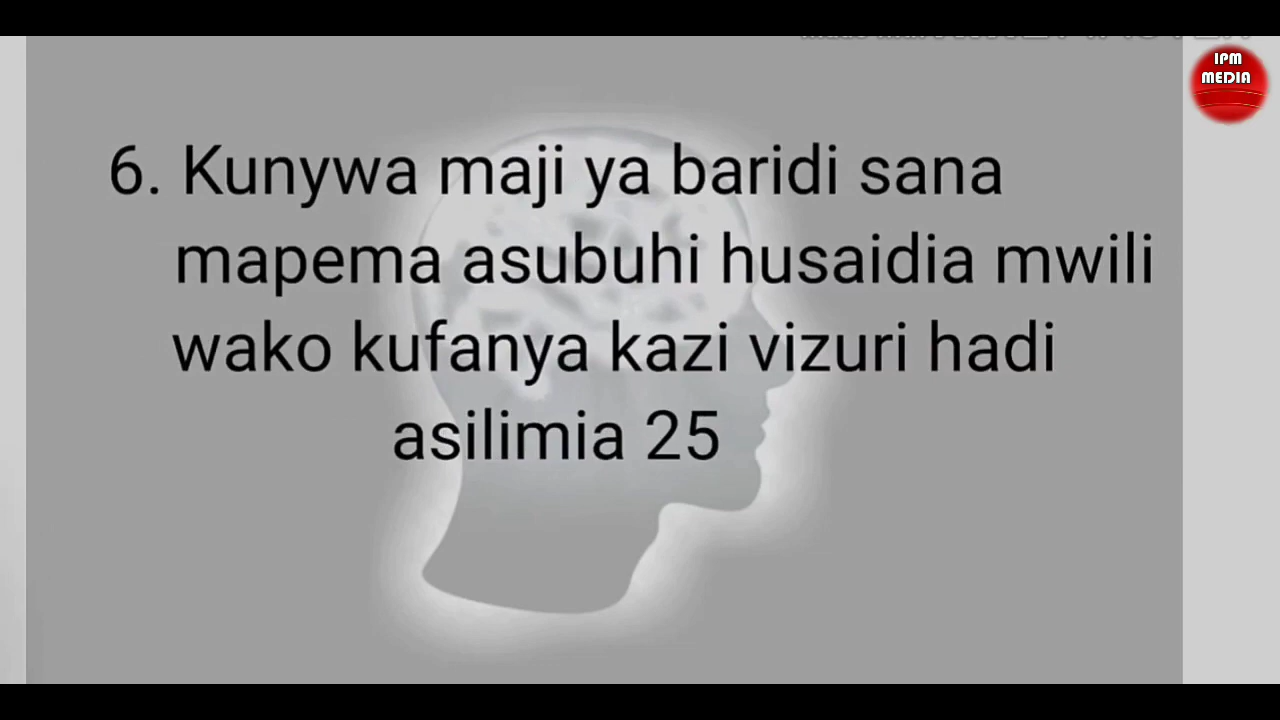 IPM
MEDIA
6. Kunywa maji ya baridi sana
mapema asubuhi husaidia mwili
wako kufanya kazi vizuri hadi
asilimia 25